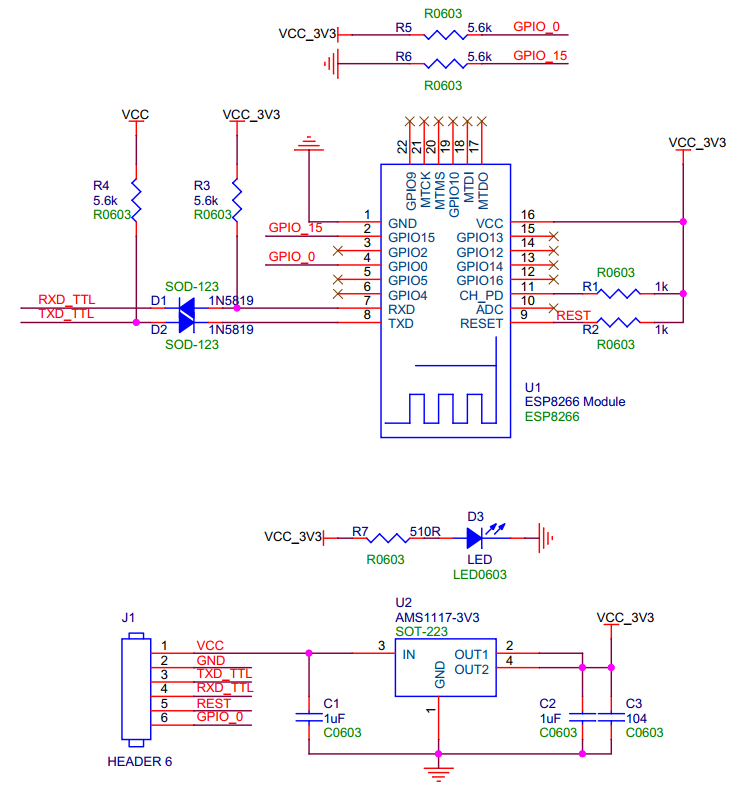 R0603
VCC_3V3 R5 5.6k GPIO_0
R6 5.6k GPIO_15
R0603
VCC VCC_3V3
R4 5.6k R0603
R3 5.6k R0603
22 21 20 19 18 17
GPIO9 MTCK MTMS GPIO10 MTDI MTDO
VCC_3V3
1 GND VCC 16
GPIO_15 2 GPIO15 GPIO13 15
3 GPIO2 GPIO12 14
GPIO_0 4 GPIO0 GPIO14 13
5 GPIO5 GPIO16 12
R0603
6 GPIO4 CH_PD 11 R1 1k
SOD-123
RXD_TTL D1 1N5819 7 RXD ADC 10
TXD_TTL D2 1N5819 8 TXD RESET 9 REST R2 1k
SOD-123
R0603
U1
ESP8266 Module
ESP8266
D3
VCC_3V3 R7 510R
R0603
LED
LED0603
J1
1 VCC
2 GND
3 TXD_TTL
4 RXD_TTL
5 REST
6 GPIO_0
HEADER 6
U2
AMS1117-3V3
SOT-223
3 IN OUT1 2
OUT2 4
GND
1
VCC_3V3
C1
1uF
C0603
C2
1uF
C0603
C3
104
C0603